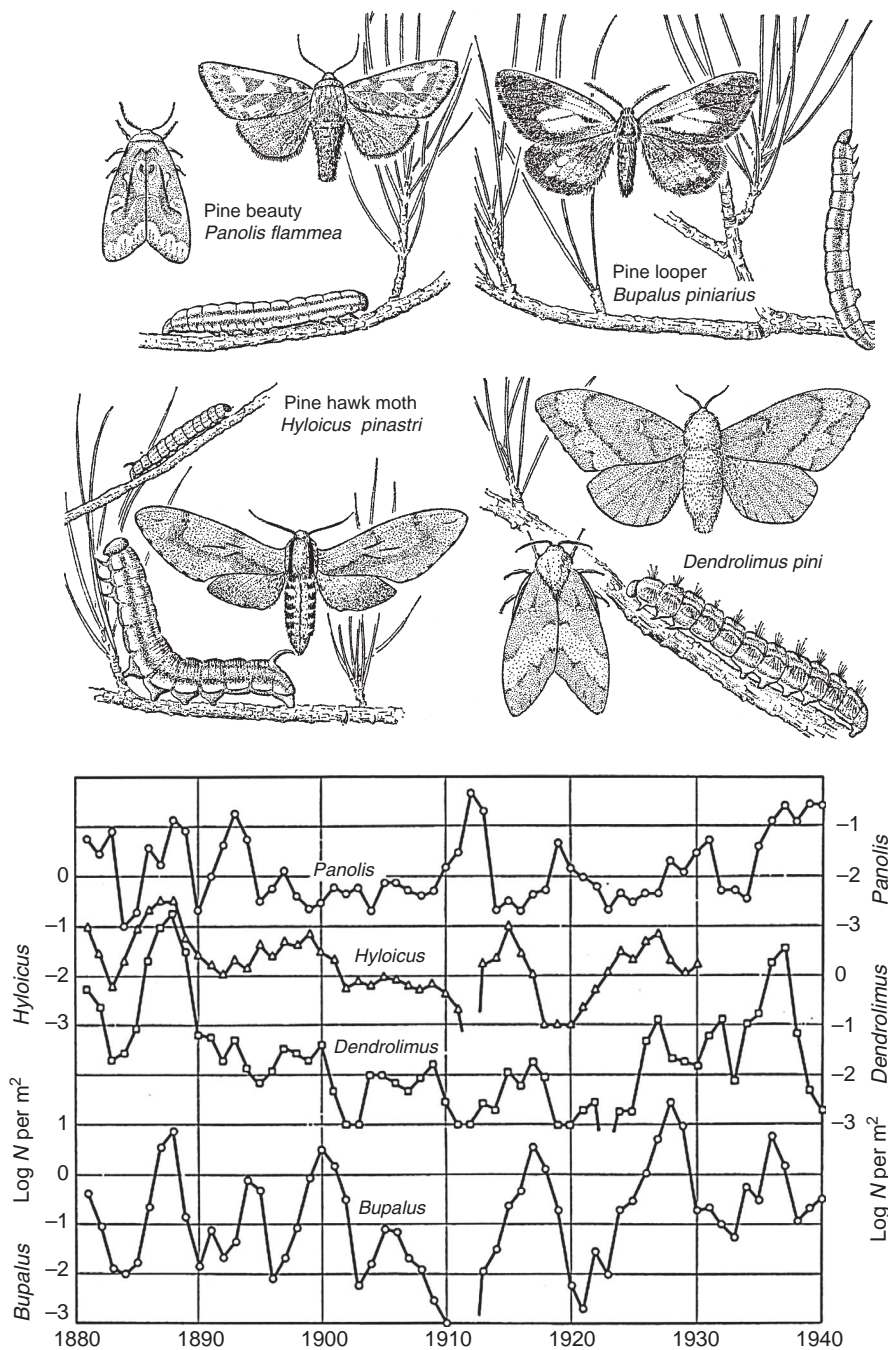 Pine beauty
Panolis flammea
Pine looper
Bupalus piniarius
Pine hawk moth
Hyloicus pinastri
Dendrolimus pini
Panolis
Hyloicus
Dendrolimus
Bupalus
0
–1
–2
–3
1
0
–1
–2
–3
Hyloicus
Log N per m2
Bupalus
–1
–2
–3
0
–1
–2
–3
Panolis
Dendrolimus
Log N per m2
1880
1890
1900
1910
1920
1930
1940